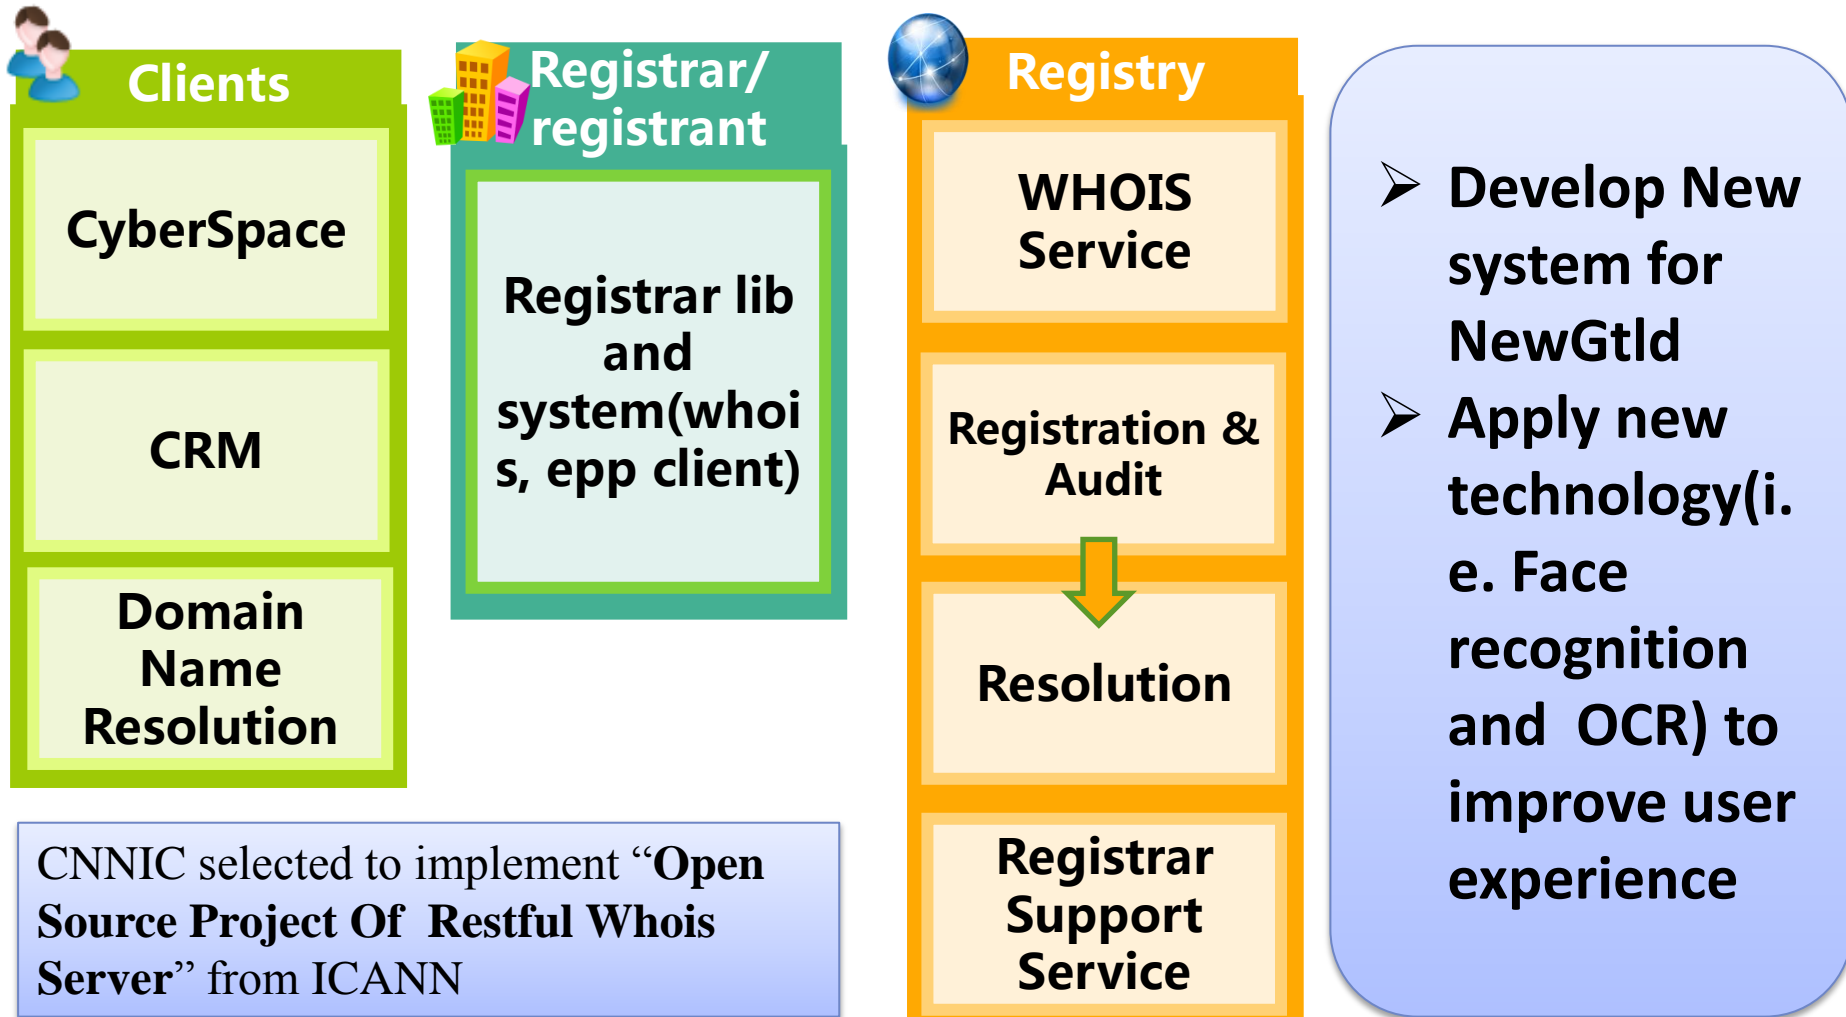 Clients
CyberSpace
CRM
Domain
Name
Resolution
Registrar/
registrant
Registrar lib
and
system(whoi
s, epp client)
Registry
WHOIS
Service
Registration &
Audit
Resolution
Registrar
Support
Service
➢ Develop New
system for
NewGtld
➢ Apply new
technology(i.
e. Face
recognition
and  OCR) to
improve user
experience
CNNIC selected to implement “Open
Source Project Of  Restful Whois
Server” from ICANN